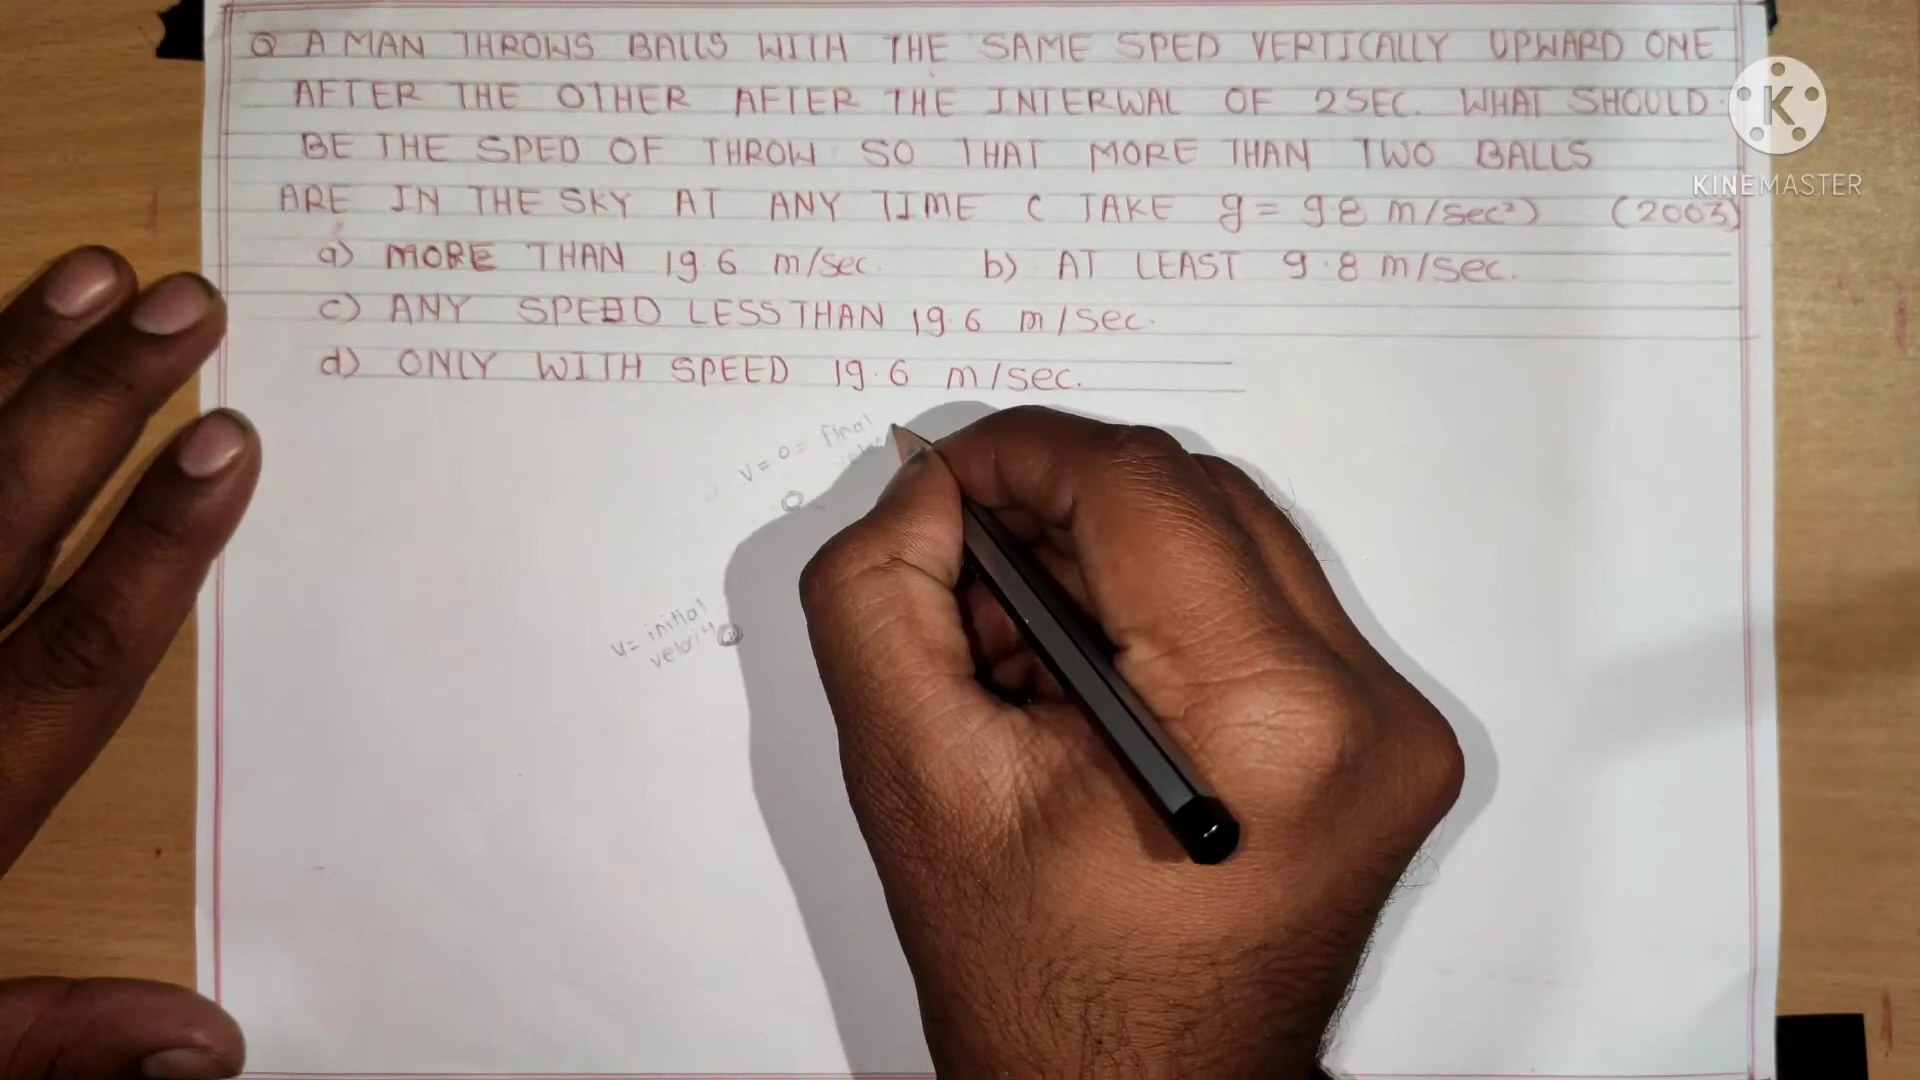 Q A MAN THROWS BALLS WITH THE SAME SPED VERTICALLY UPWARD ONE
AFTER THE OTHER AFTER THE INTERWAL OF 2SEC. WHAT SHOULD
BE THE SPED OF THROW SO THAT MORE THAN TWO BALLS
ARE IN THE SKY AT ANY TIME ( TAKE g = 9 8 m/sec²) (2003)
a) MORE THAN 19.6 m/sec. b) AT LEAST 9.8 m/sec.
c) ANY SPEED LESS THAN 19.6 m/sec.
d) ONLY WITH SPEED 19.6 m/sec.
V = 0 = final
u = initial
velocity
K
KINEMASTER